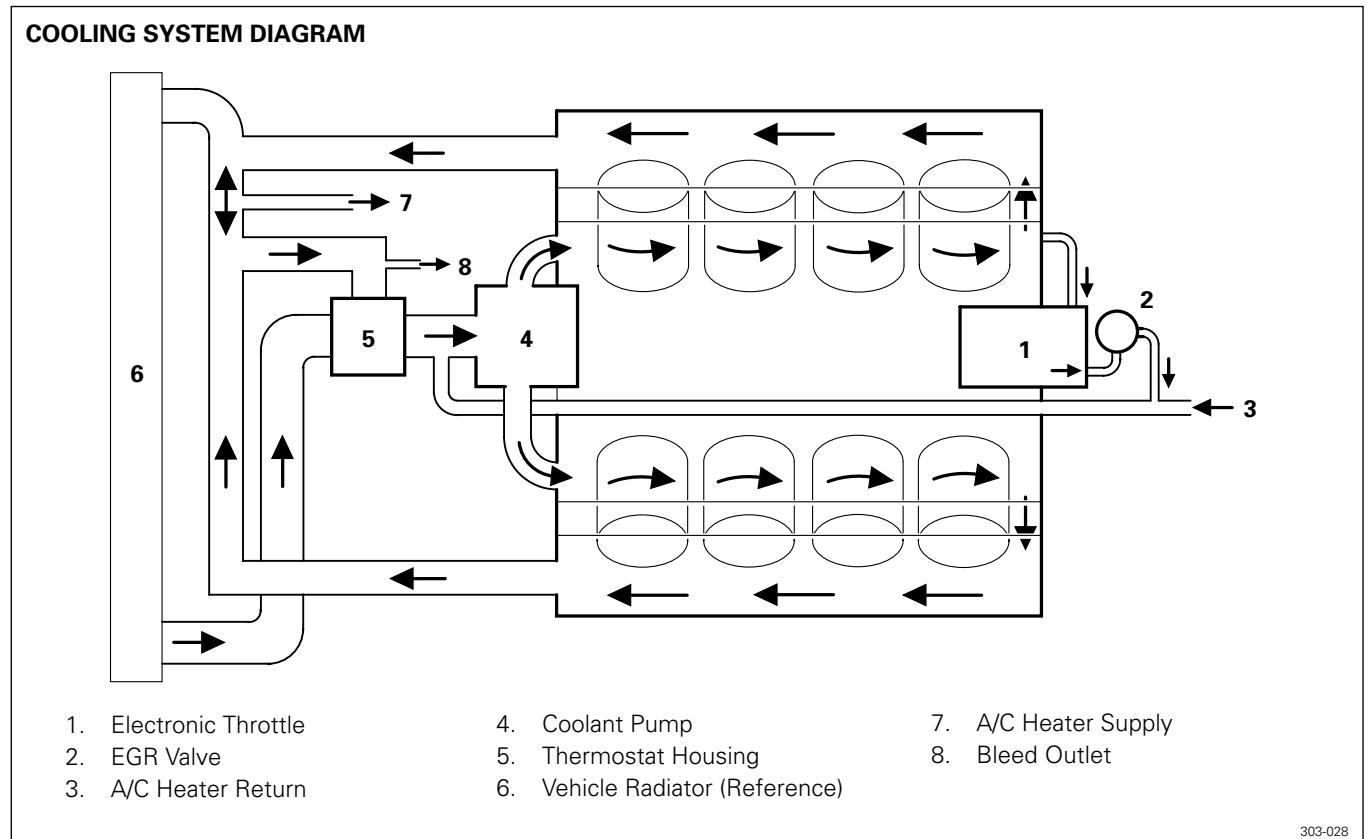 COOLING SYSTEM DIAGRAM
7
8
2
5
4
1
6
3
1. Electronic Throttle
2. EGR Valve
3. A/C Heater Return
4. Coolant Pump
5. Thermostat Housing
6. Vehicle Radiator (Reference)
7. A/C Heater Supply
8. Bleed Outlet
303-028